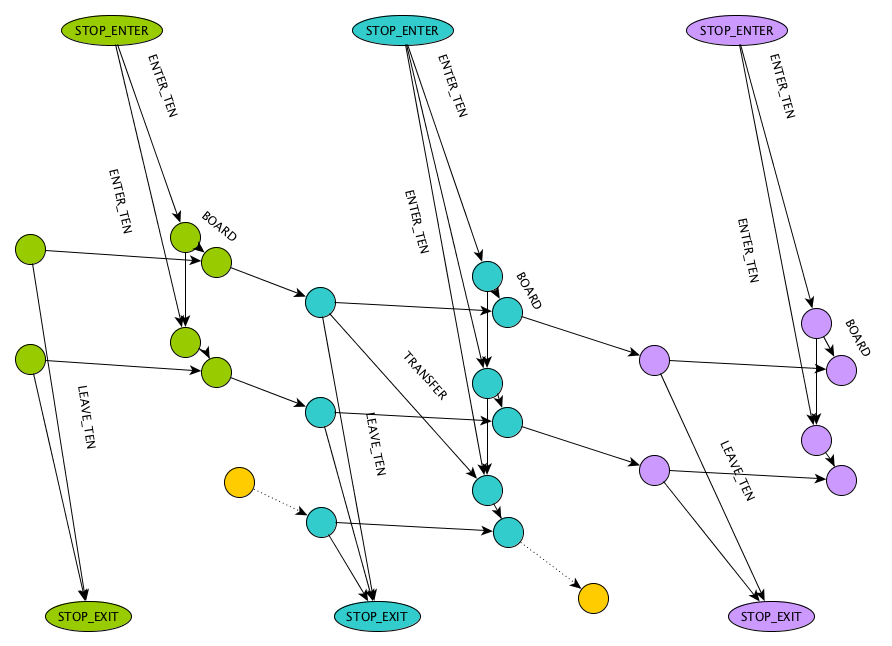 STOP_ENTER
STOP_ENTER
STOP_ENTER
ENTER_TEN
ENTER_TEN
ENTER_TEN
ENTER_TEN
ENTER_TEN
ENTER_TEN
BOARD
BOARD
BOARD
TRANSFER
LEAVE_TEN
LEAVE_TEN
LEAVE_TEN
STOP_EXIT
STOP_EXIT
STOP_EXIT